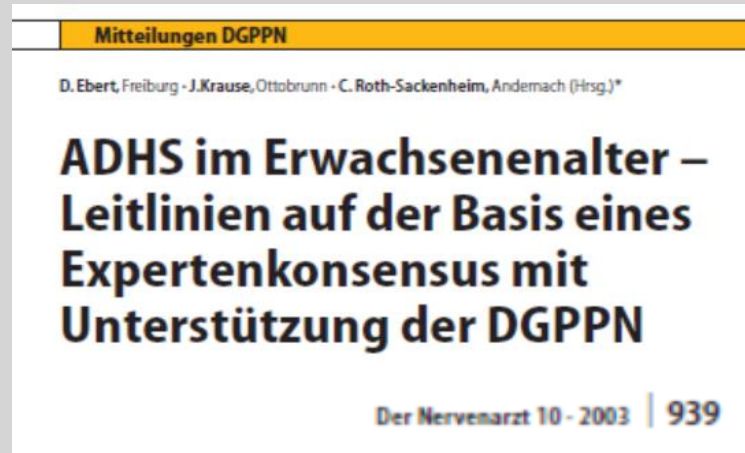 Mitteilungen DGPPN
D. Ebert, Freiburg · J. Krause, Ottobrunn · C. Roth-Sackenheim, Andernach (Hrsg.)*
ADHS im Erwachsenenalter –
Leitlinien auf der Basis eines
Expertenkonsensus mit
Unterstützung der DGPPN
Der Nervenarzt 10 · 2003 | 939